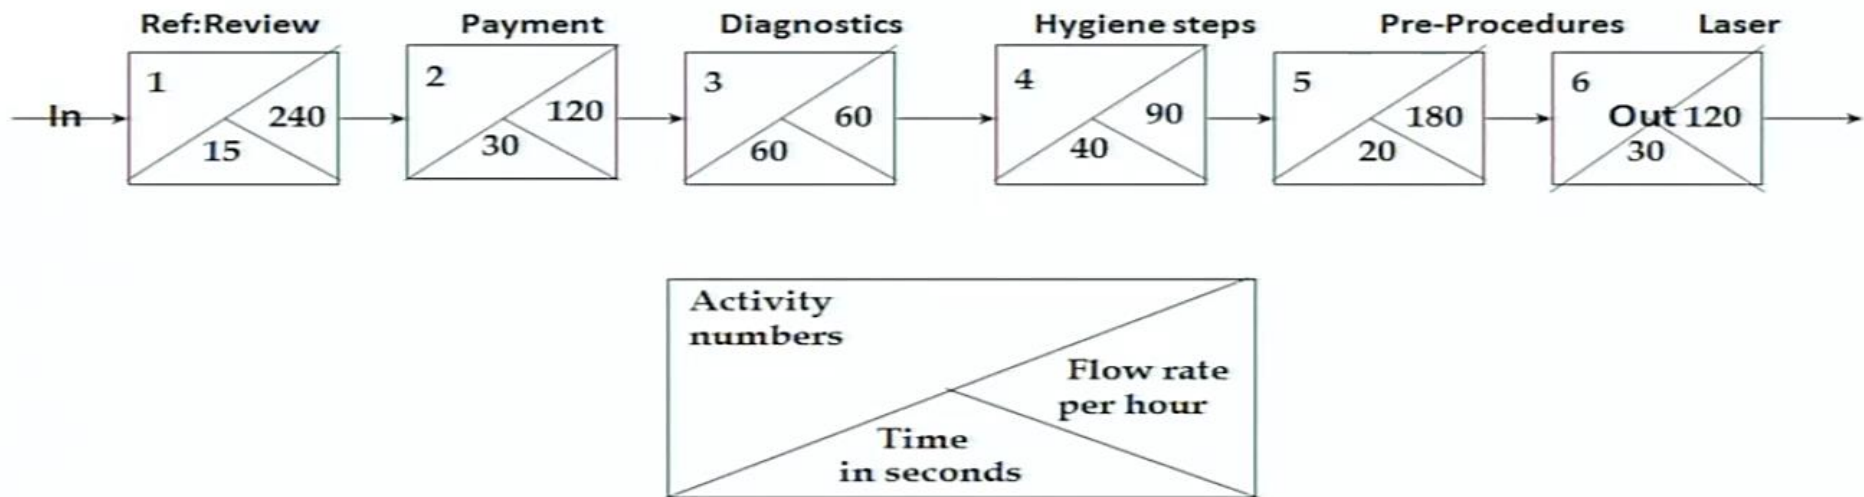 Ref:Review Payment Diagnostics Hygiene steps Pre-Procedures Laser
1 2 3 4 5 6
In 240 120 60 90 180 Out 120
15 30 60 40 20 30
Activity
numbers
Flow rate
per hour
Time
in seconds